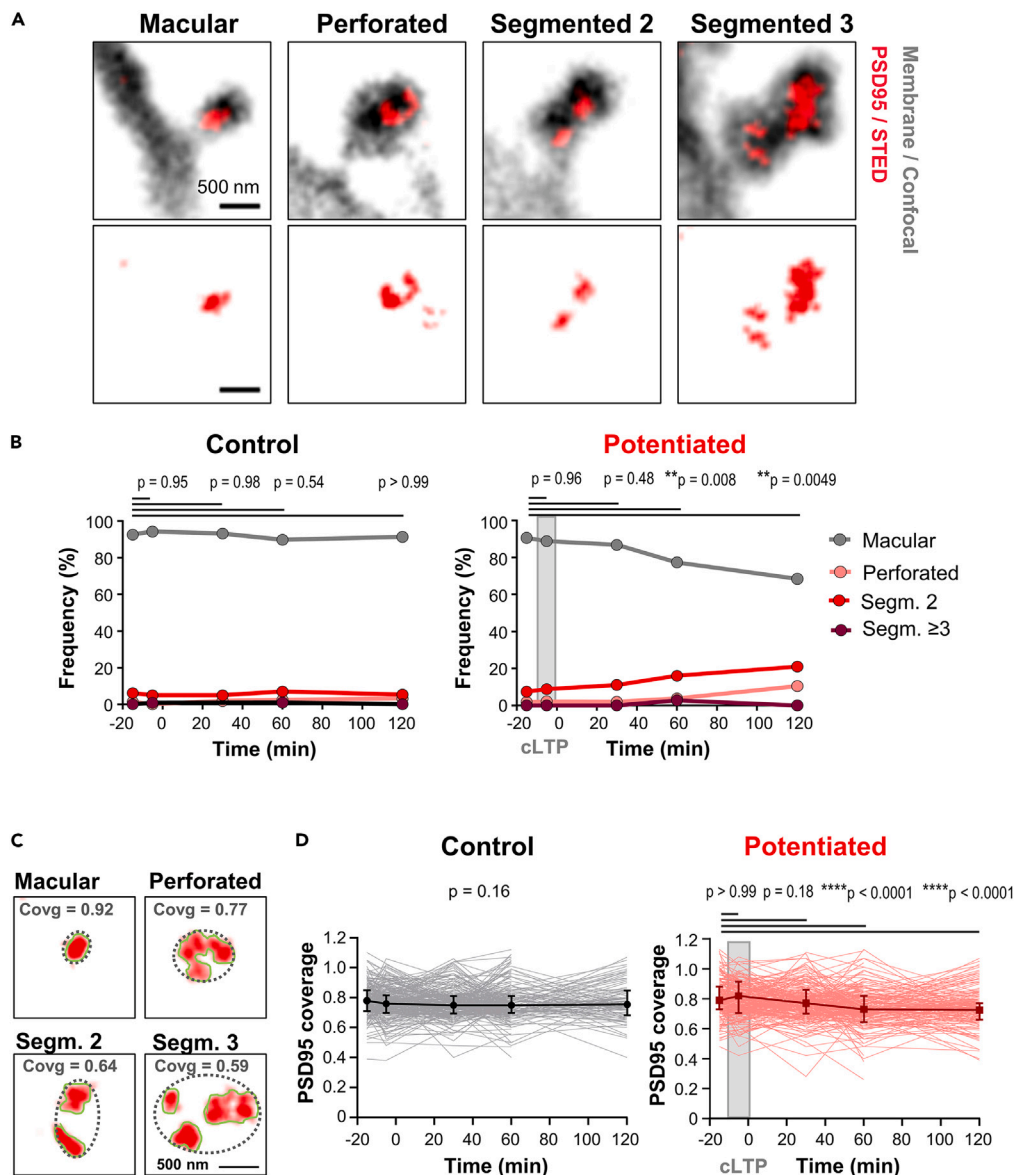 A
Macular
Perforated
Segmented 2
Segmented 3
500 nm
PSD95 / STED
Membrane / Confocal
B
Control
p = 0.95 p = 0.98 p = 0.54 p > 0.99
100
80
60
40
20
0
Frequency (%)
-20 0 20 40 60 80 100 120
Time (min)
Potentiated
p = 0.96 p = 0.48 **p = 0.008 **p = 0.0049
100
80
60
40
20
0
Frequency (%)
-20 0 20 40 60 80 100 120
cLTP Time (min)
Macular
Perforated
Segm. 2
Segm. ≥3
C
Macular
Covg = 0.92
Perforated
Covg = 0.77
Segm. 2
Covg = 0.64
Segm. 3
Covg = 0.59
500 nm
D
Control
p = 0.16
1.2
1.0
0.8
0.6
0.4
0.2
0
PSD95 coverage
-20 0 20 40 60 80 100 120
Time (min)
Potentiated
p > 0.99 p = 0.18 ****p < 0.0001 ****p < 0.0001
1.2
1.0
0.8
0.6
0.4
0.2
0
PSD95 coverage
-20 0 20 40 60 80 100 120
cLTP Time (min)